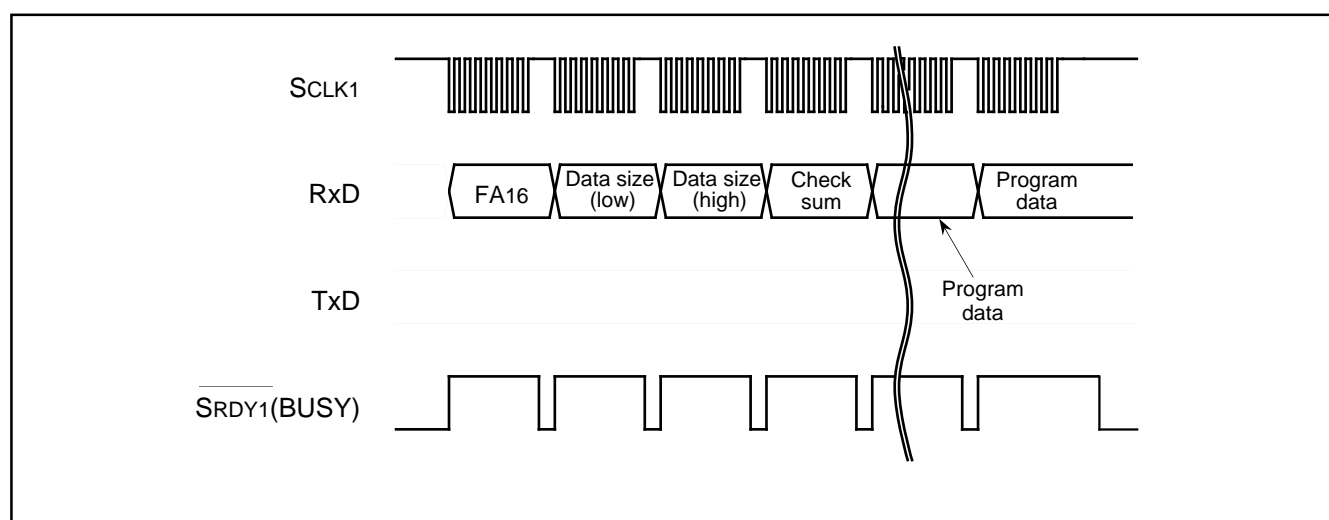 SCLK1
RxD
FA16
Data size
(low)
Data size
(high)
Check
sum
Program
data
Program
data
TxD
SRDY1(BUSY)